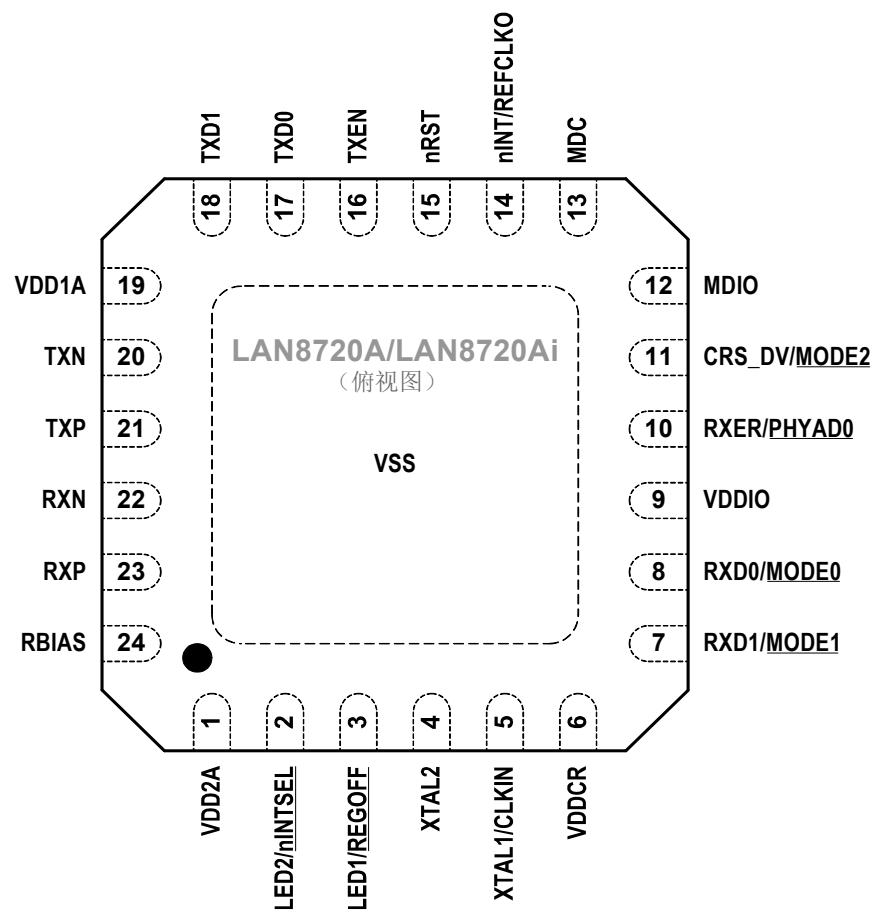 TXD1
TXD0
TXEN
nRST
nINT/REFCLKO
MDC
18
17
16
15
14
13
VDD1A 19
12 MDIO
TXN 20
LAN8720A/LAN8720Ai
11 CRS_DV/MODE2
（俯视图）
TXP 21
10 RXER/PHYAD0
VSS
RXN 22
9 VDDIO
RXP 23
8 RXD0/MODE0
RBIAS 24
7 RXD1/MODE1
1
2
3
4
5
6
VDD2A
LED2/nINTSEL
LED1/REGOFF
XTAL2
XTAL1/CLKIN
VDDCR